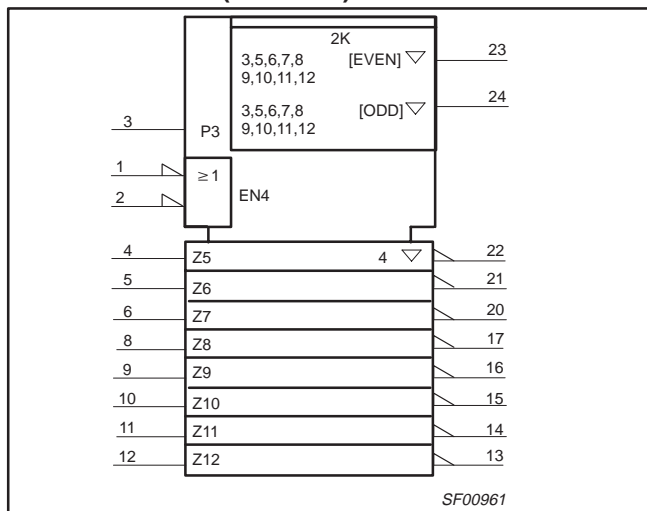 2K
3,5,6,7,8 [EVEN] 23
9,10,11,12
3,5,6,7,8 [ODD] 24
9,10,11,12
3 P3
1 ≥ 1
2 EN4
4 Z5 4 22
5 Z6 21
6 Z7 20
8 Z8 17
9 Z9 16
10 Z10 15
11 Z11 14
12 Z12 13
SF00961